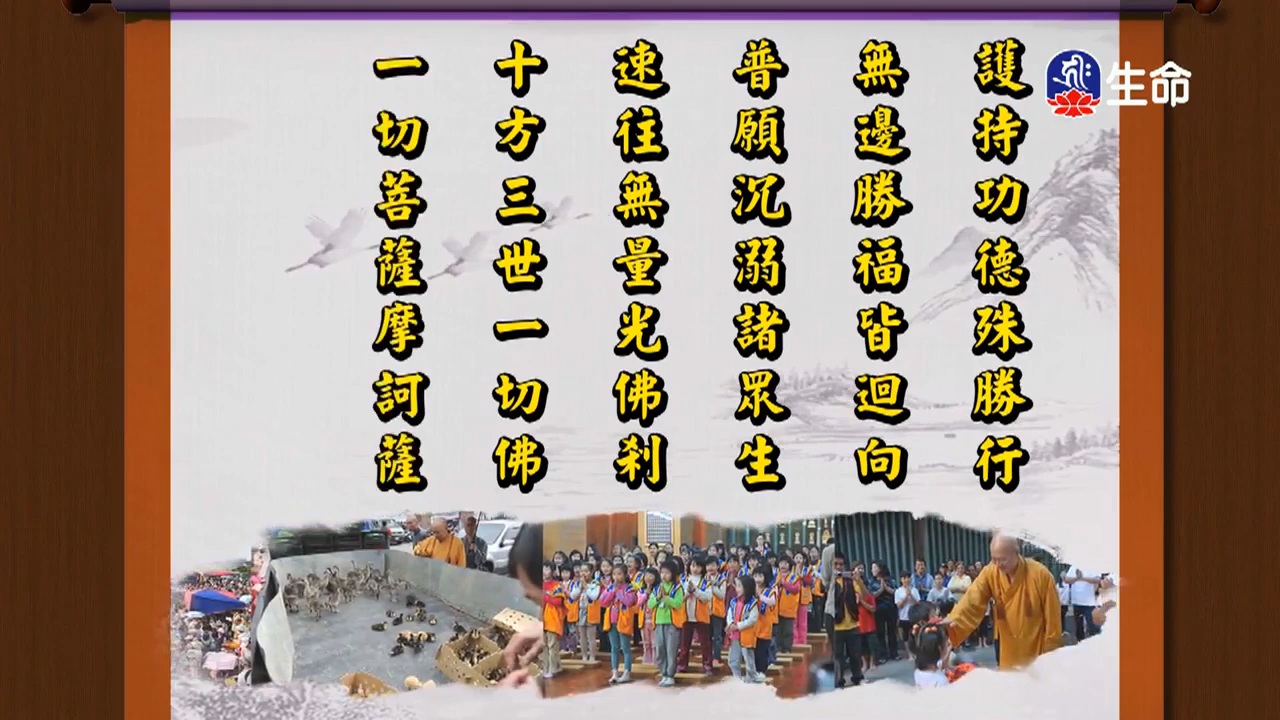 護持功德殊勝行
無邊勝福皆迴向
普願沉溺諸眾生
速往無量光佛剎
十方三世一切佛
一切菩薩摩訶薩
生命